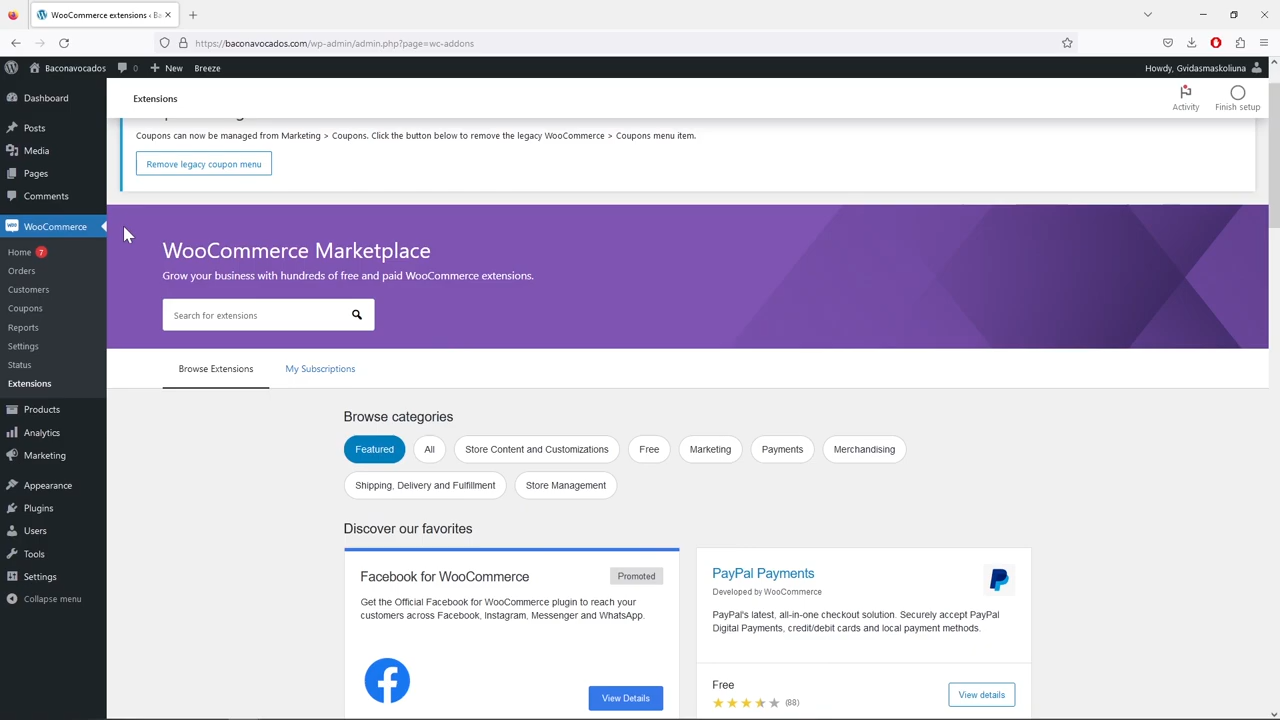 WooCommerce extensions ‹ Ba
https://baconavocados.com/wp-admin/admin.php?page=wc-addons
Baconavocados
0
New
Breeze
Howdy, Gvidasmaskoliuna
Dashboard
Posts
Media
Pages
Comments
WooCommerce
Home 7
Orders
Customers
Coupons
Reports
Settings
Status
Extensions
Products
Analytics
Marketing
Appearance
Plugins
Users
Tools
Settings
Collapse menu
Extensions
Activity
Finish setup
Coupons can now be managed from Marketing > Coupons. Click the button below to remove the legacy WooCommerce > Coupons menu item.
Remove legacy coupon menu
WooCommerce Marketplace
Grow your business with hundreds of free and paid WooCommerce extensions.
Search for extensions
Browse Extensions
My Subscriptions
Browse categories
Featured
All
Store Content and Customizations
Free
Marketing
Payments
Merchandising
Shipping, Delivery and Fulfillment
Store Management
Discover our favorites
Facebook for WooCommerce
Promoted
Get the Official Facebook for WooCommerce plugin to reach your
customers across Facebook, Instagram, Messenger and WhatsApp.
View Details
PayPal Payments
Developed by WooCommerce
PayPal's latest, all-in-one checkout solution. Securely accept PayPal
Digital Payments, credit/debit cards and local payment methods.
Free
(88)
View details